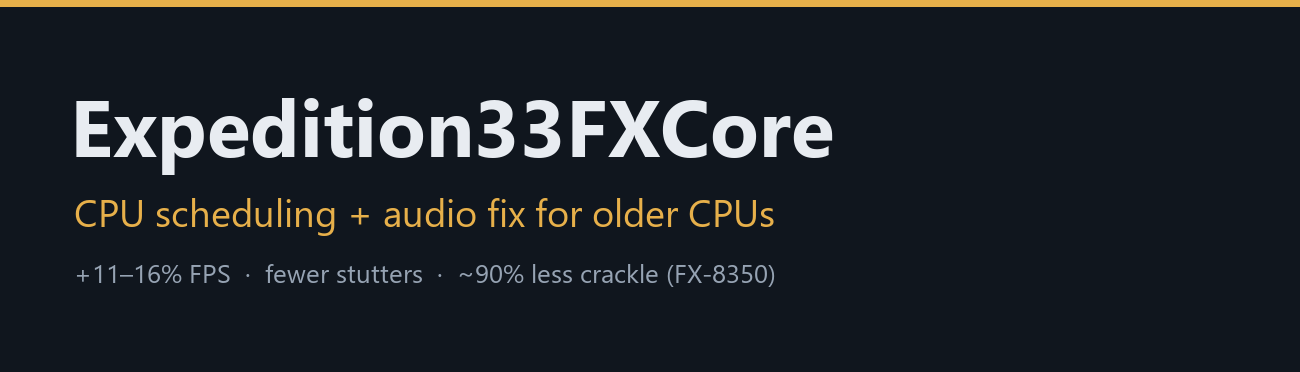 Expedition33FXCore
CPU scheduling + audio fix for older CPUs
+11–16% FPS · fewer stutters · ~90% less crackle (FX-8350)